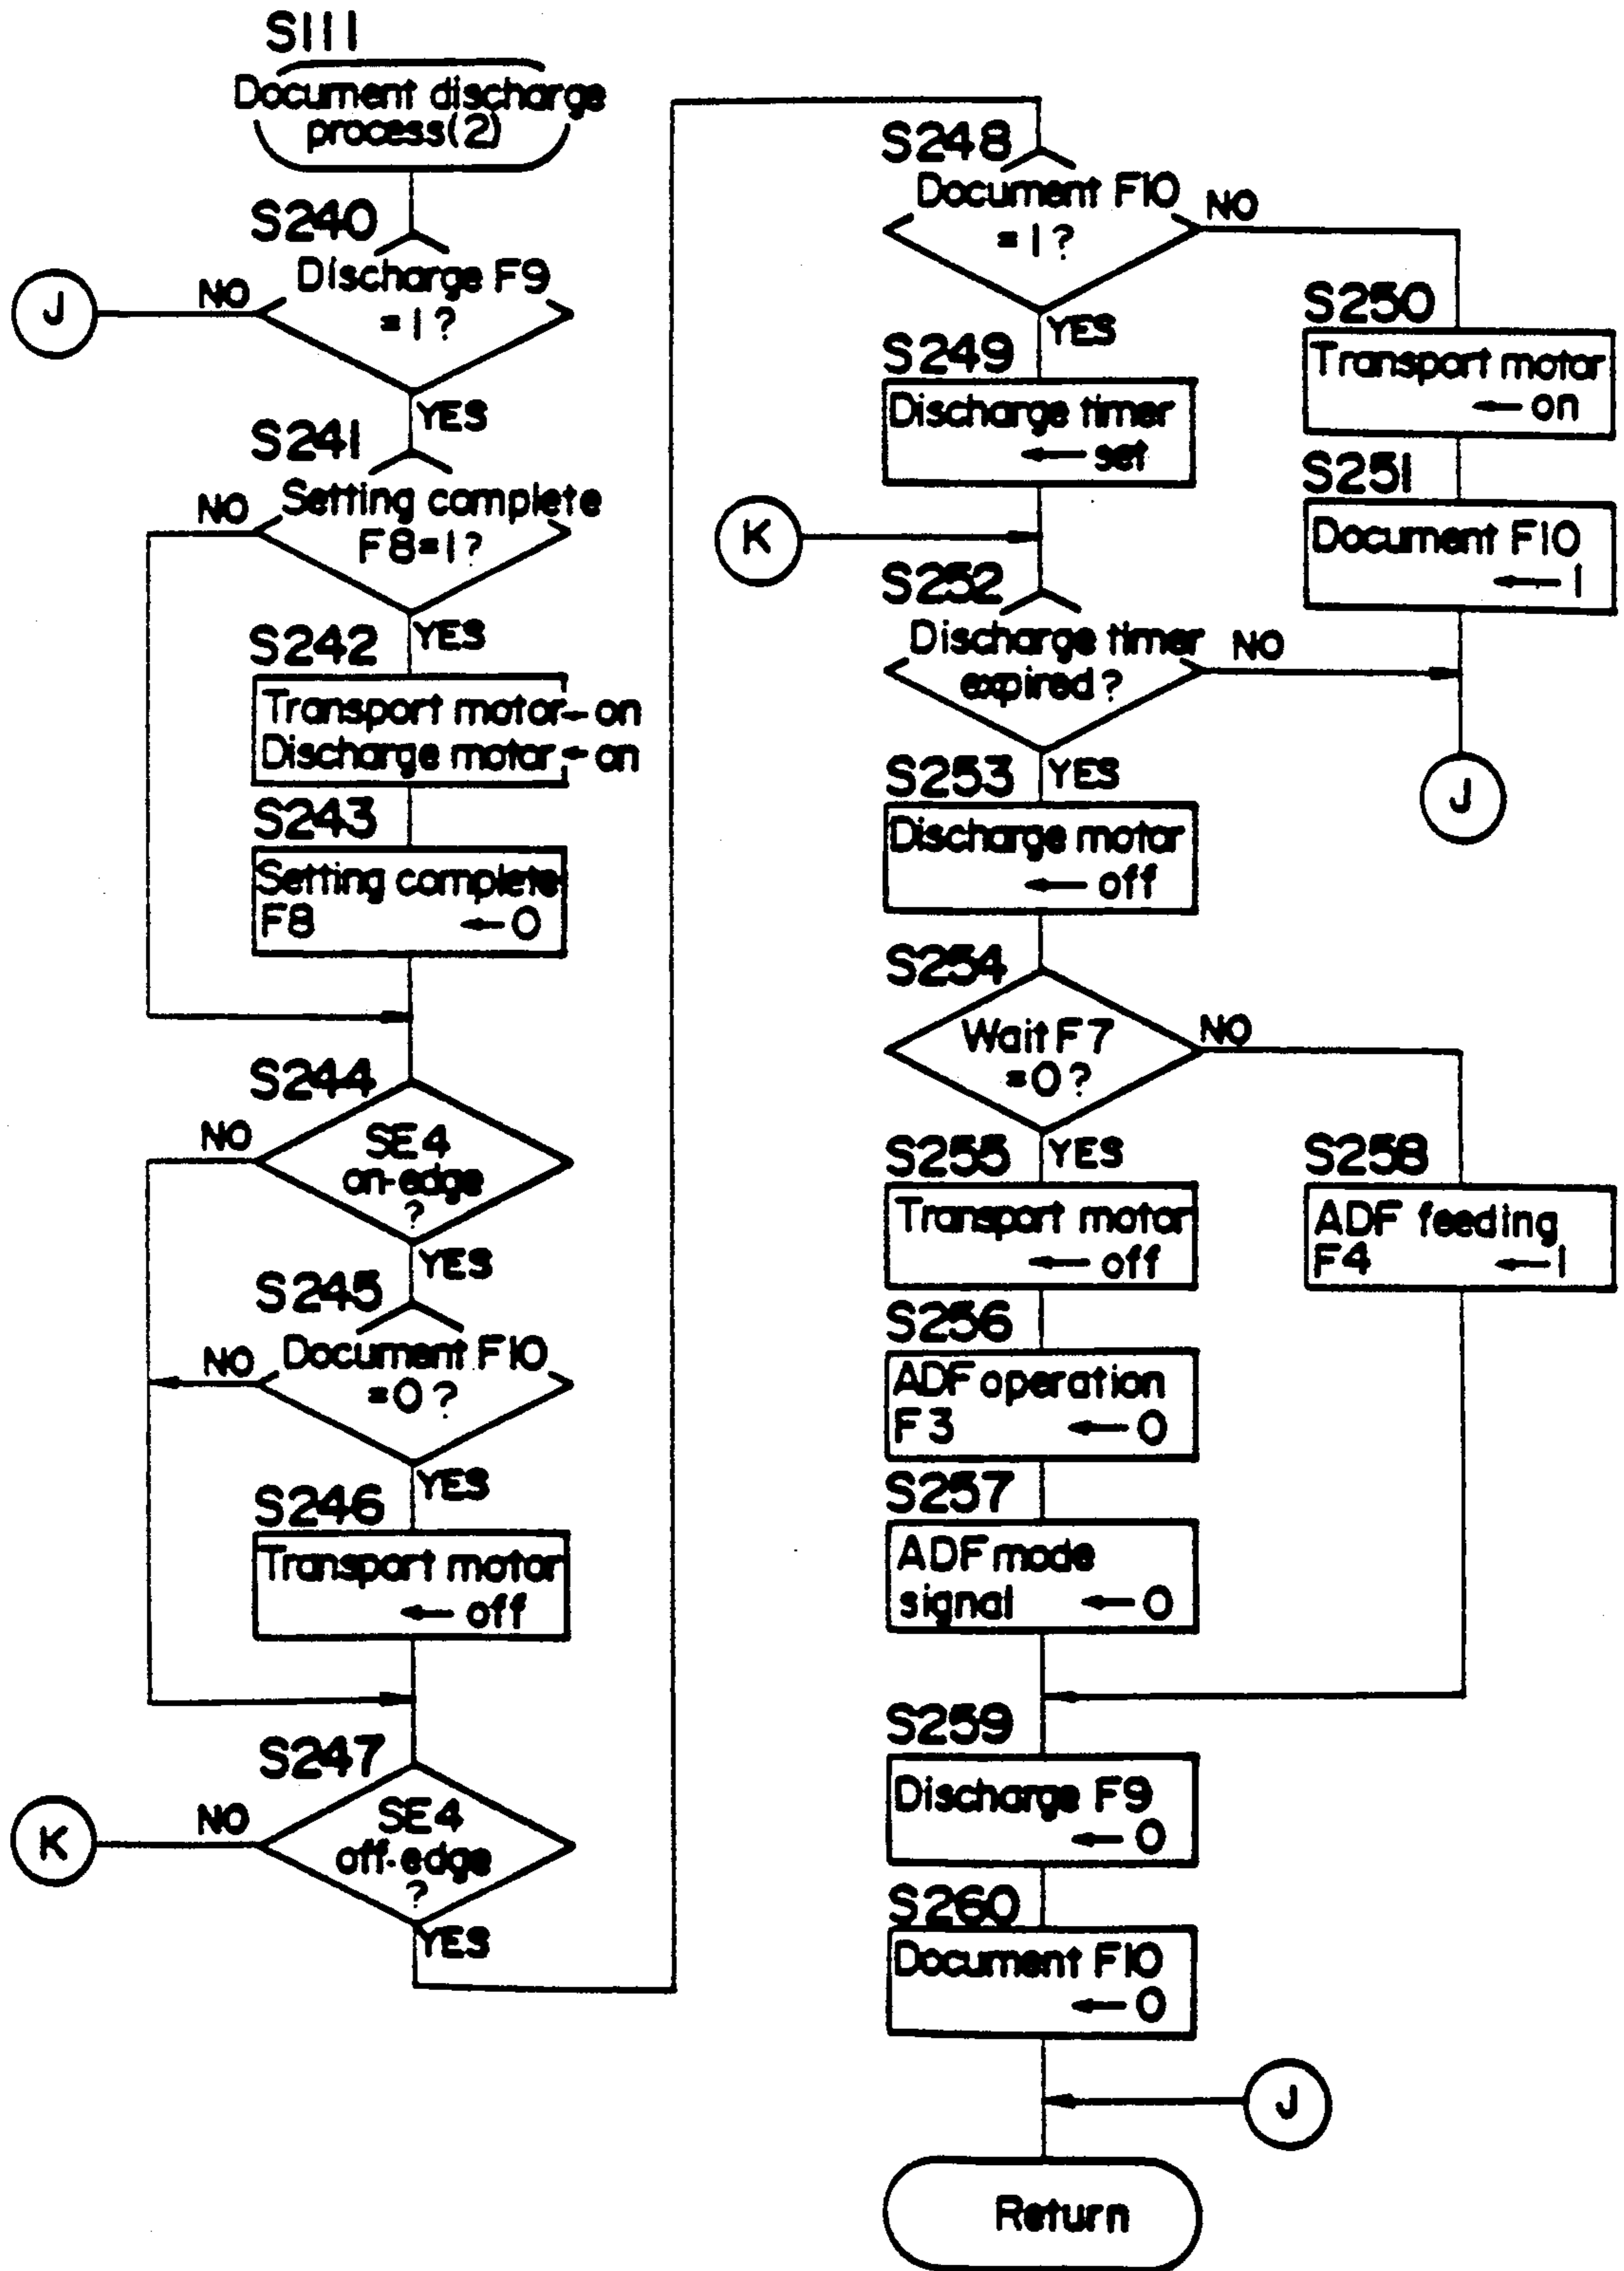 S111
Document discharge
process(2)
S240
Discharge F9
=1?
NO
J
YES
S241
Setting complete
F8=1?
NO
YES
S242
Transport motor←on
Discharge motor←on
S243
Setting complete
F8 ←0
S244
SE4
on-edge
?
NO
YES
S245
Document F10
=0?
NO
YES
S246
Transport motor
← off
S247
SE4
off-edge
?
NO
K
YES
S248
Document F10
=1?
NO
YES
S249
Discharge timer
← set
S250
Transport motor
← on
S251
Document F10
← 1
K
S252
Discharge timer
expired?
NO
J
YES
S253
Discharge motor
← off
S254
Wait F7
=0?
NO
YES
S255
Transport motor
← off
S256
ADF operation
F3 ← 0
S257
ADF mode
signal ← 0
S258
ADF feeding
F4 ←1
S259
Discharge F9
← 0
S260
Document F10
← 0
J
Return